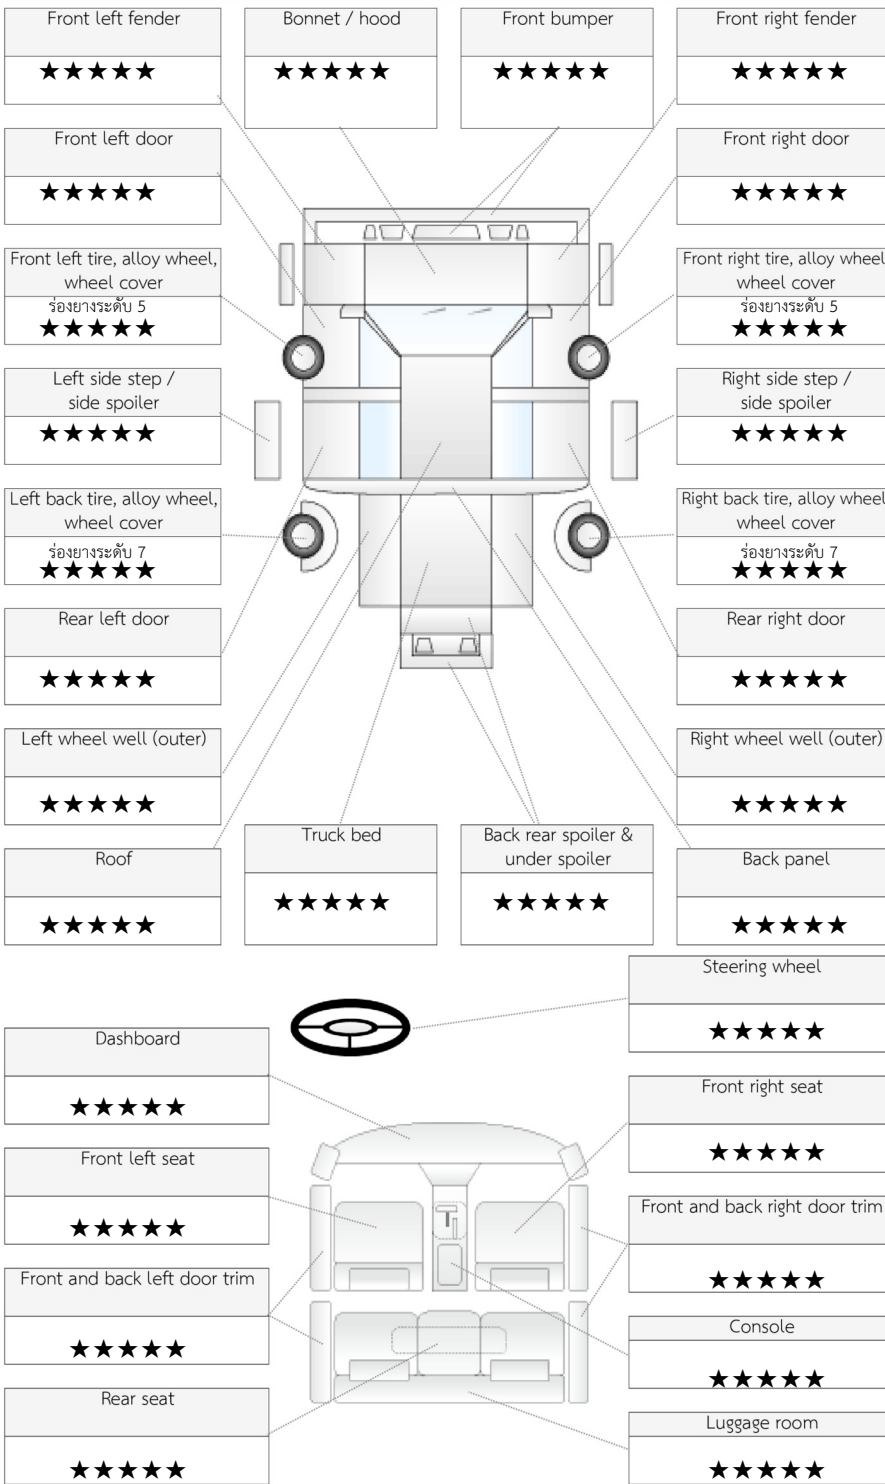 Front left fender
★★★★★
Bonnet / hood
★★★★★
Front bumper
★★★★★
Front right fender
★★★★★
Front left door
★★★★★
Front right door
★★★★★
Front left tire, alloy wheel,
wheel cover
ร่องยางระดับ 5
★★★★★
Front right tire, alloy wheel
wheel cover
ร่องยางระดับ 5
★★★★★
Left side step /
side spoiler
★★★★★
Right side step /
side spoiler
★★★★★
Left back tire, alloy wheel,
wheel cover
ร่องยางระดับ 7
★★★★★
Right back tire, alloy wheel
wheel cover
ร่องยางระดับ 7
★★★★★
Rear left door
★★★★★
Rear right door
★★★★★
Left wheel well (outer)
★★★★★
Right wheel well (outer)
★★★★★
Roof
★★★★★
Truck bed
★★★★★
Back rear spoiler &
under spoiler
★★★★★
Back panel
★★★★★
Steering wheel
★★★★★
Dashboard
★★★★★
Front right seat
★★★★★
Front left seat
★★★★★
Front and back right door trim
★★★★★
Front and back left door trim
★★★★★
Console
★★★★★
Rear seat
★★★★★
Luggage room
★★★★★